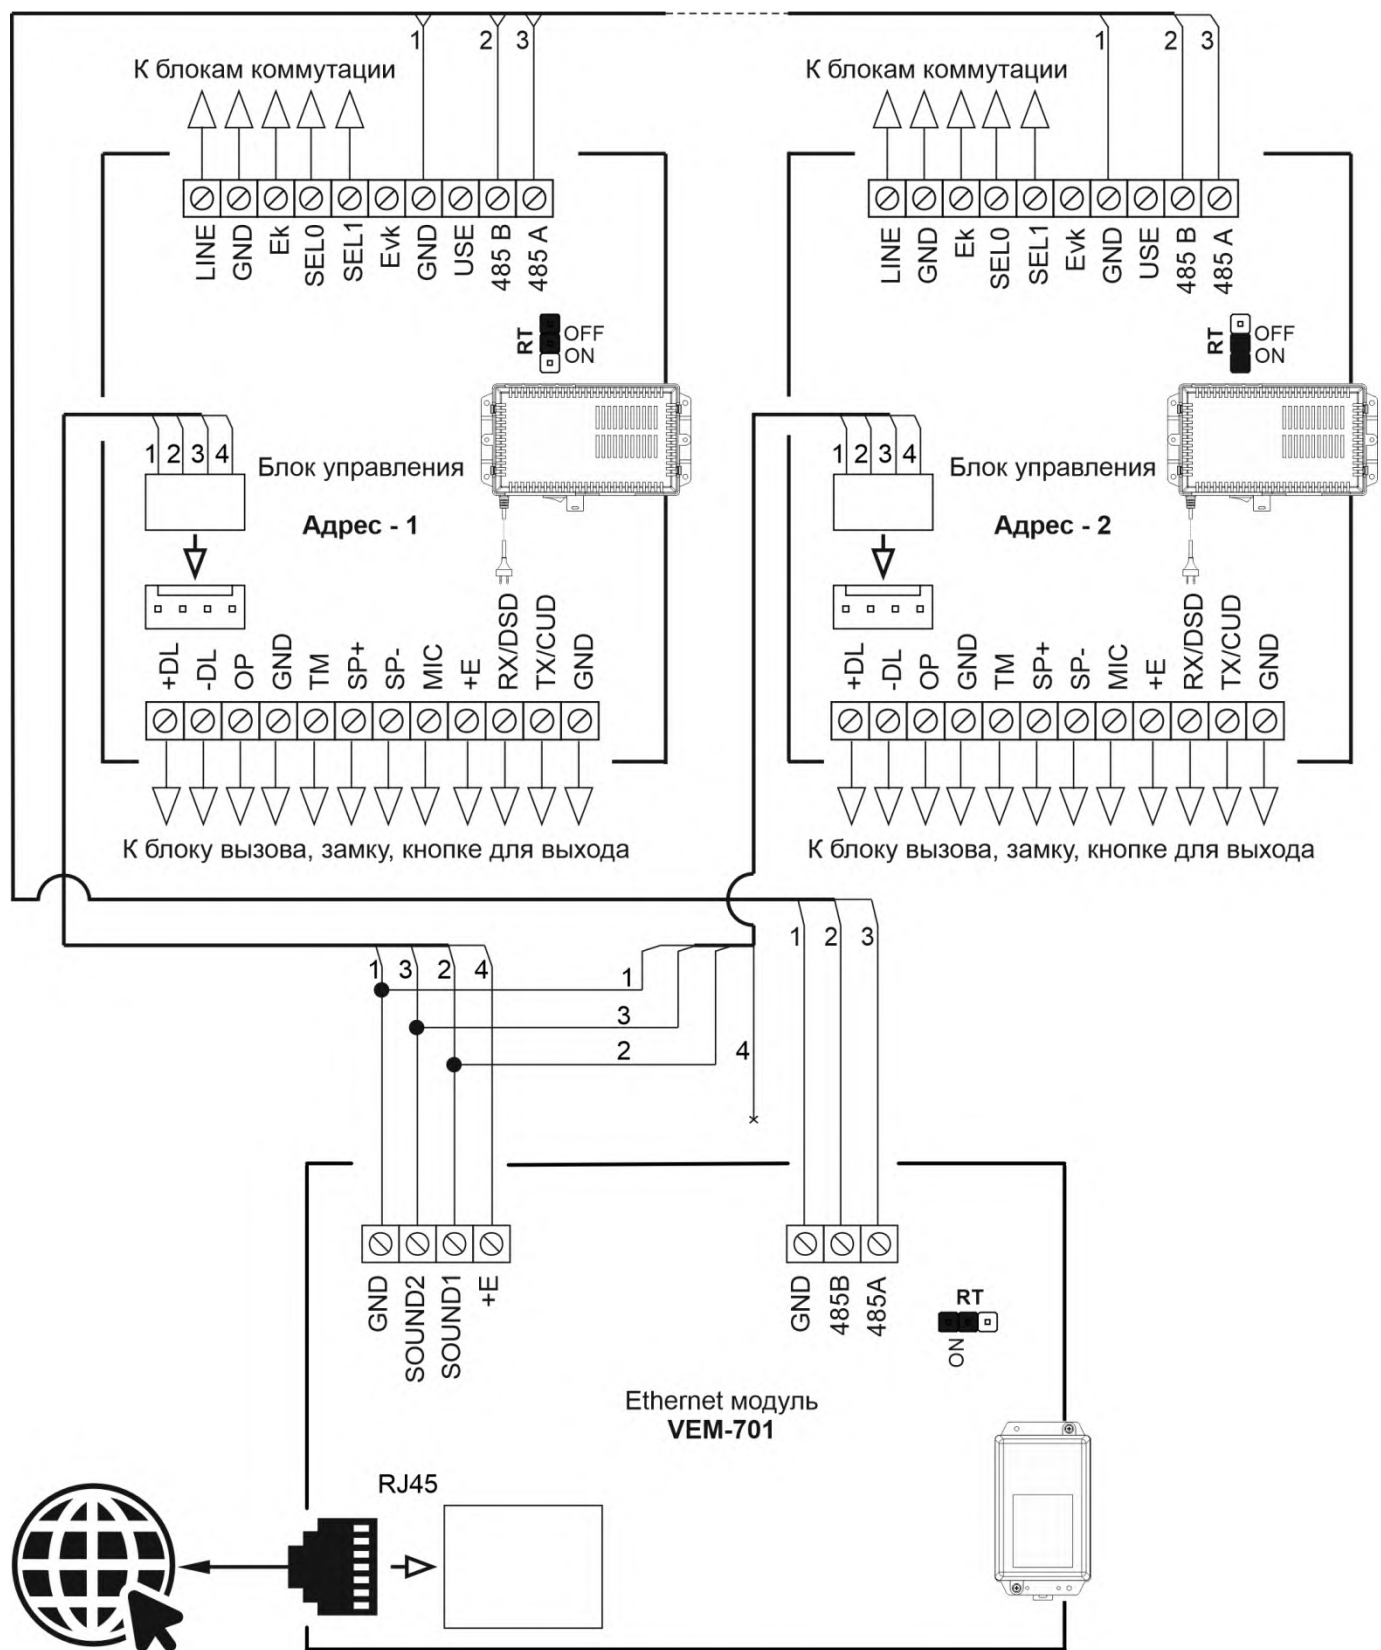 1 2 3 1 2 3
К блокам коммутации К блокам коммутации
LINE GND Ek SEL0 SEL1 Evk GND USE 485 B 485 A
LINE GND Ek SEL0 SEL1 Evk GND USE 485 B 485 A
RT OFF
ON
RT OFF
ON
1 2 3 4
Блок управления
Адрес - 1
1 2 3 4
Блок управления
Адрес - 2
+DL -DL OP GND TM SP+ SP- MIC +E RX/DSD TX/CUD GND
+DL -DL OP GND TM SP+ SP- MIC +E RX/DSD TX/CUD GND
К блоку вызова, замку, кнопке для выхода
К блоку вызова, замку, кнопке для выхода
1 2 3
1 3 2 4
1
3
2
4
GND SOUND2 SOUND1 +E
GND 485B 485A
RT
ON
Ethernet модуль
VEM-701
RJ45